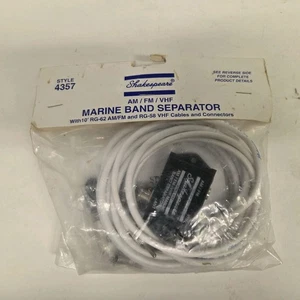 STYLE
4357
Shakespeare
SEE REVERSE SIDE
FOR COMPLETE
PRODUCT DETAILS
AM / FM / VHF
MARINE BAND SEPARATOR
With 10' RG-62 AM/FM and RG-58 VHF Cables and Connectors